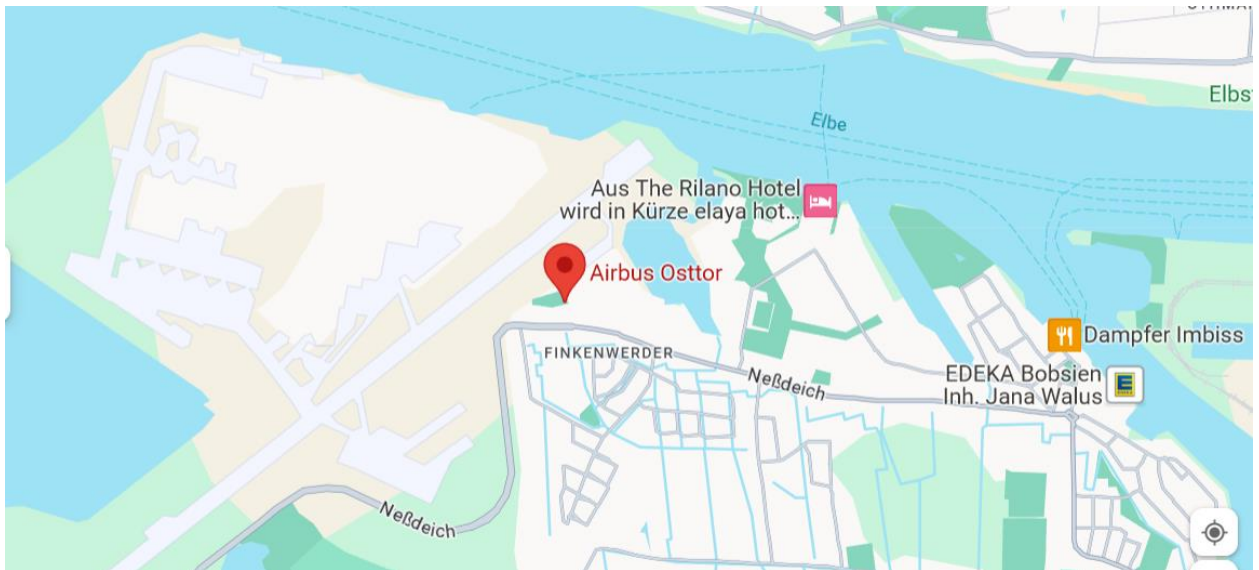 Elbe
Aus The Rilano Hotel
wird in Kürze elaya hot...
Airbus Osttor
FINKENWERDER
Neßdeich
Dampfer Imbiss
EDEKA Bobsien
Inh. Jana Walus
E
Neßdeich